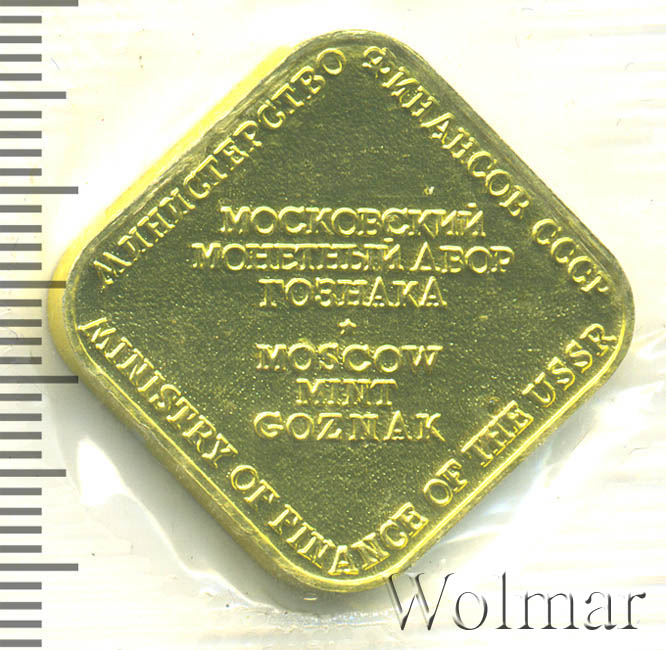 МИНИСТЕРСТВО ФИНАНСОВ СССР
МОСКОВСКИЙ
МОНЕТНЫЙ ДВОР
ГОЗНАКА
MOSCOW
MINT
GOZNAK
MINISTRY OF FINANCE OF THE USSR
Wolmar